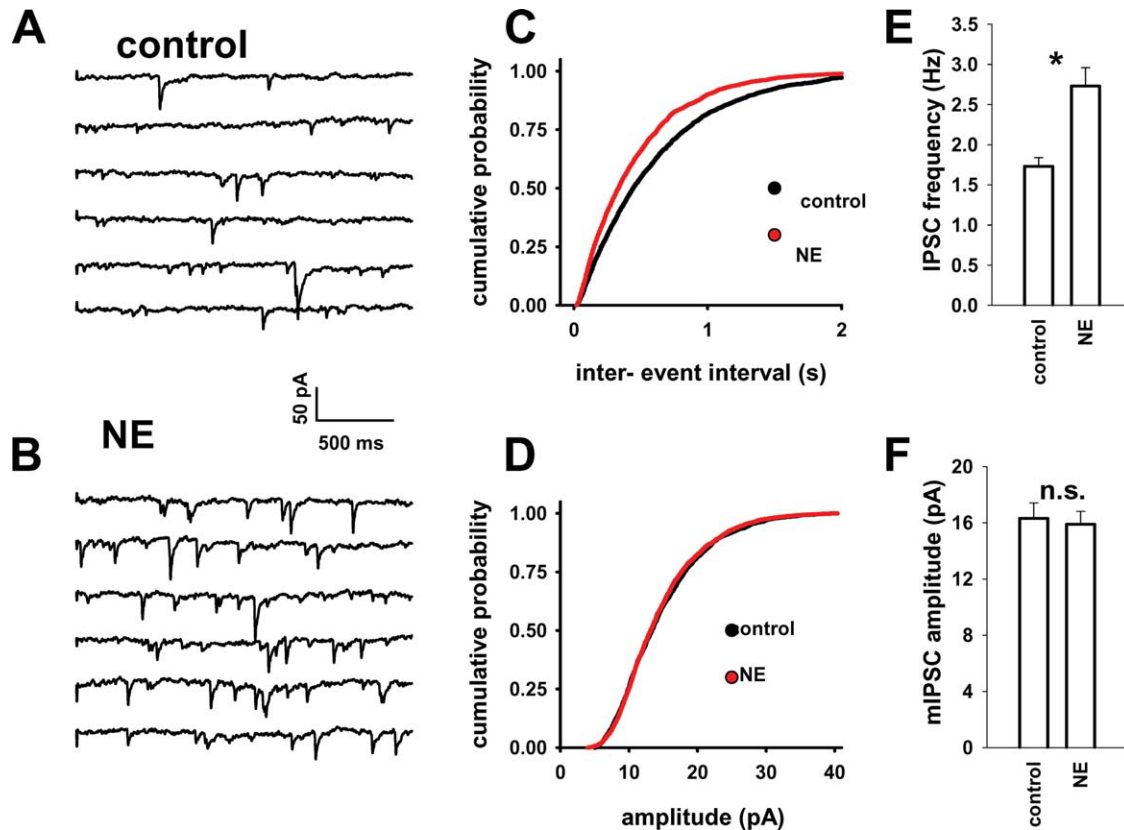 A
control
50 pA
500 ms
B
NE
C
cumulative probability
1.00
0.75
0.50
0.25
0.00
control
NE
0
1
2
inter- event interval (s)
D
cumulative probability
1.00
0.75
0.50
0.25
0.00
ontrol
NE
0
10
20
30
40
amplitude (pA)
E
IPSC frequency (Hz)
3.5
3.0
2.5
2.0
1.5
1.0
0.5
0.0
*
control
NE
F
mIPSC amplitude (pA)
20
16
12
8
4
0
n.s.
control
NE